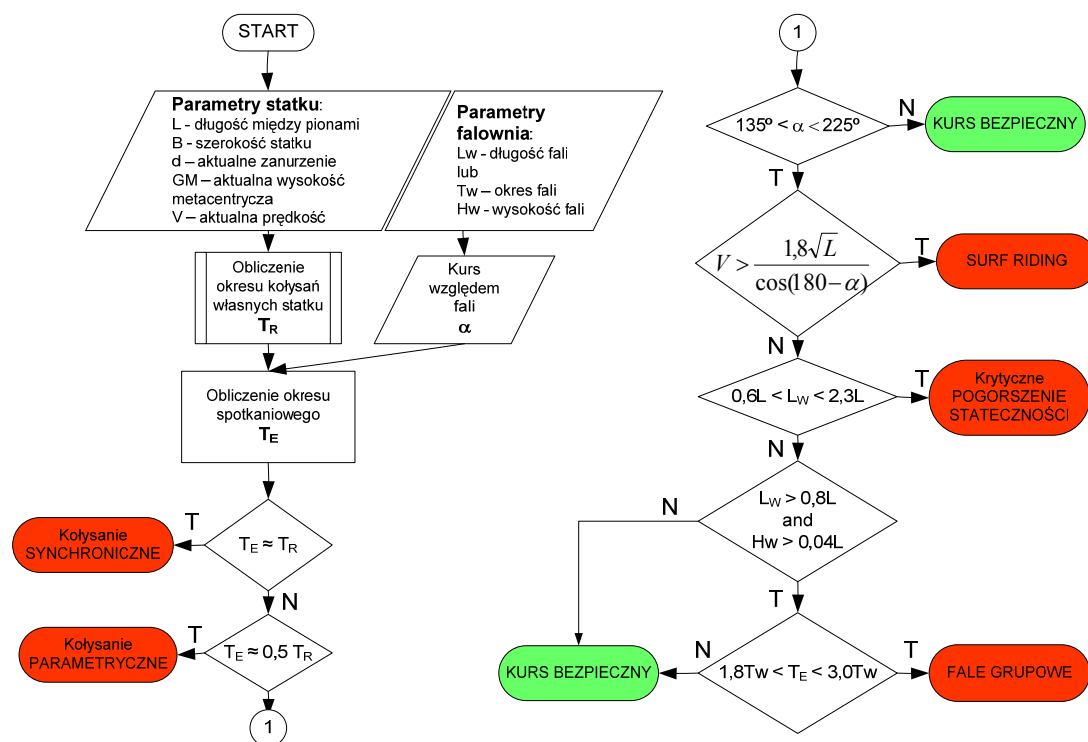 START
Parametry statku:
L - długość między pionami
B - szerokość statku
d – aktualne zanurzenie
GM – aktualna wysokość
metacentrycza
V – aktualna prędkość
Parametry
falownia:
Lw - długość fali
lub
Tw – okres fali
Hw - wysokość fali
Obliczenie
okresu kołysań
własnych statku
TR
Kurs
względem
fali
α
Obliczenie okresu
spotkaniowego
TE
TE ≈ TR
T
Kołysanie
SYNCHRONICZNE
N
TE ≈ 0,5 TR
T
Kołysanie
PARAMETRYCZNE
1
1
135º < α < 225º
N
KURS BEZPIECZNY
T
V > 1,8√L / cos(180 − α)
T
SURF RIDING
N
0,6L < LW < 2,3L
T
Krytyczne
POGORSZENIE
STATECZNOŚCI
N
LW > 0,8L
and
Hw > 0,04L
N
T
1,8Tw < TE < 3,0Tw
N
KURS BEZPIECZNY
T
FALE GRUPOWE